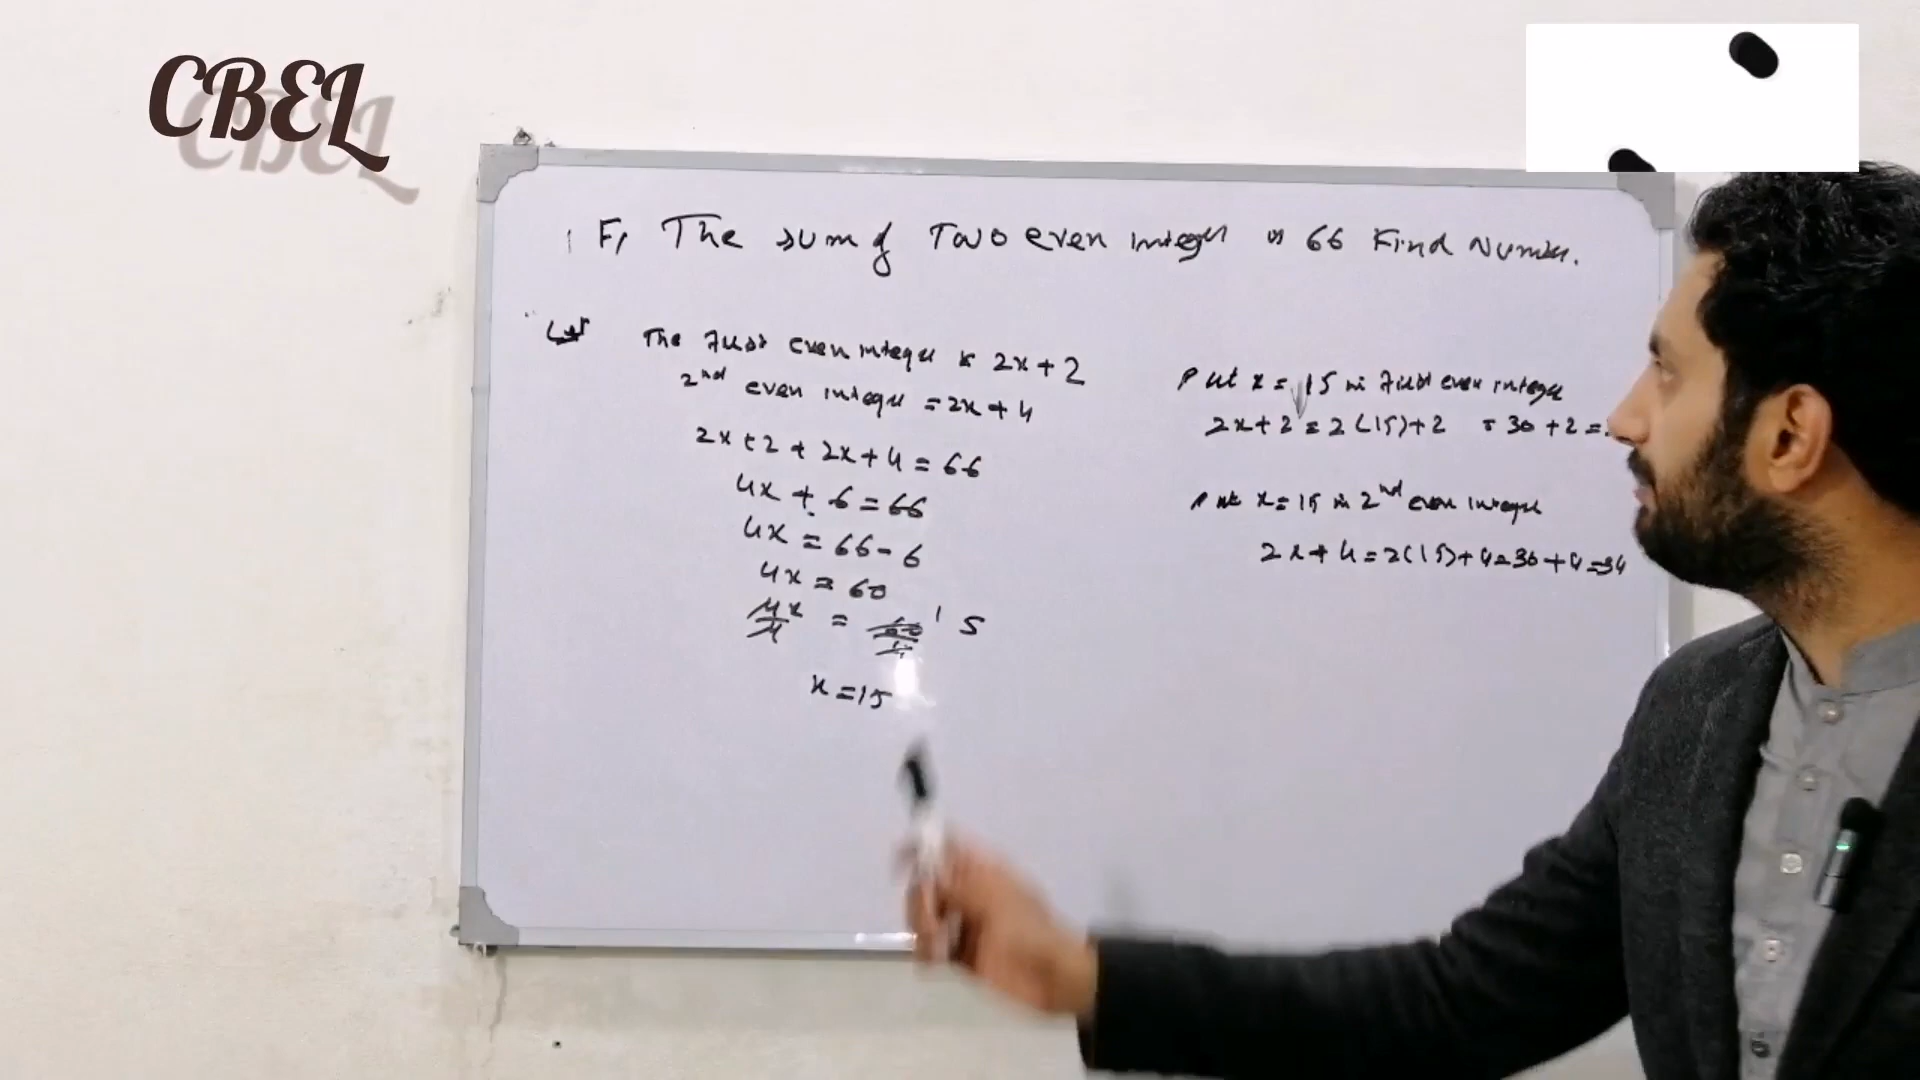 CBEL
If The sum of Two even integer is 66 Find Number.
Let The First even integer is 2x+2
2nd even integer = 2x+4
2x+2+2x+4=66
4x+6=66
4x=66-6
4x=60
4x/4 = 60/4 15
x=15
Put x=15 in First even integer
2x+2=2(15)+2 =30+2=
Put x=15 in 2nd even integer
2x+4=2(15)+4=30+4=34